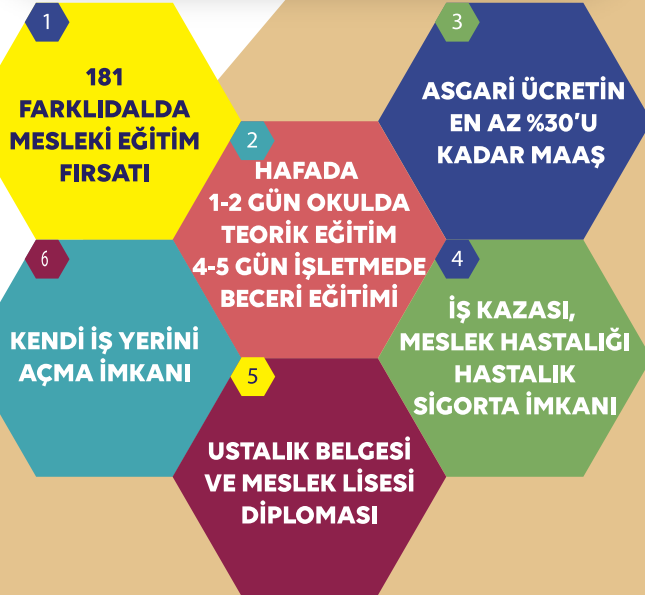 1
181
FARKLIDALDA
MESLEKİ EĞİTİM
FIRSATI
2
HAFADA
1-2 GÜN OKULDA
TEORİK EĞİTİM
4-5 GÜN İŞLETMEDE
BECERİ EĞİTİMİ
3
ASGARİ ÜCRETİN
EN AZ %30'U
KADAR MAAŞ
4
İŞ KAZASI,
MESLEK HASTALIĞI
HASTALIK
SİGORTA İMKANI
5
USTALIK BELGESİ
VE MESLEK LİSESİ
DİPLOMASI
6
KENDİ İŞ YERİNİ
AÇMA İMKANI